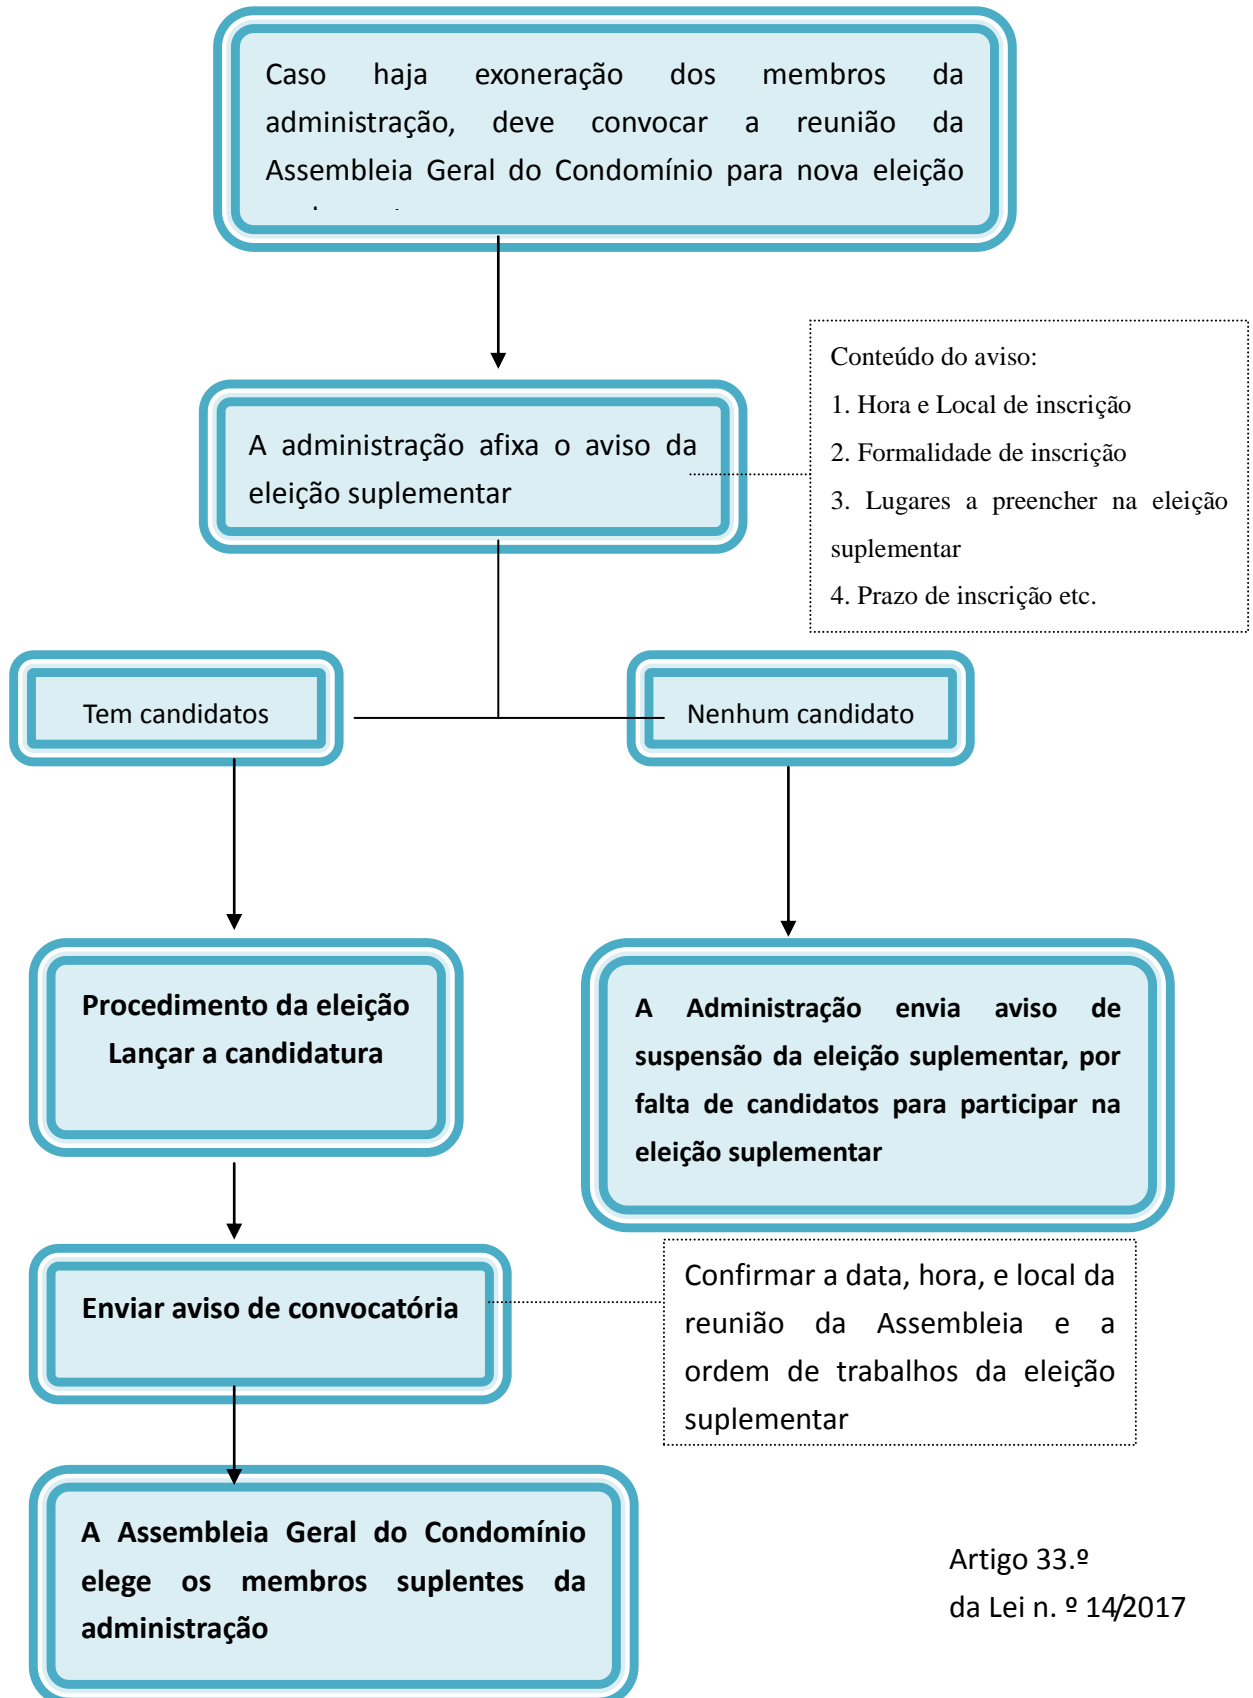 Caso haja exoneração dos membros da
administração, deve convocar a reunião da
Assembleia Geral do Condomínio para nova eleição
Conteúdo do aviso:
1. Hora e Local de inscrição
2. Formalidade de inscrição
3. Lugares a preencher na eleição
suplementar
4. Prazo de inscrição etc.
A administração afixa o aviso da
eleição suplementar
Tem candidatos
Nenhum candidato
Procedimento da eleição
Lançar a candidatura
A Administração envia aviso de
suspensão da eleição suplementar, por
falta de candidatos para participar na
eleição suplementar
Enviar aviso de convocatória
Confirmar a data, hora, e local da
reunião da Assembleia e a
ordem de trabalhos da eleição
suplementar
A Assembleia Geral do Condomínio
elege os membros suplentes da
administração
Artigo 33.º
da Lei n. º 14/2017